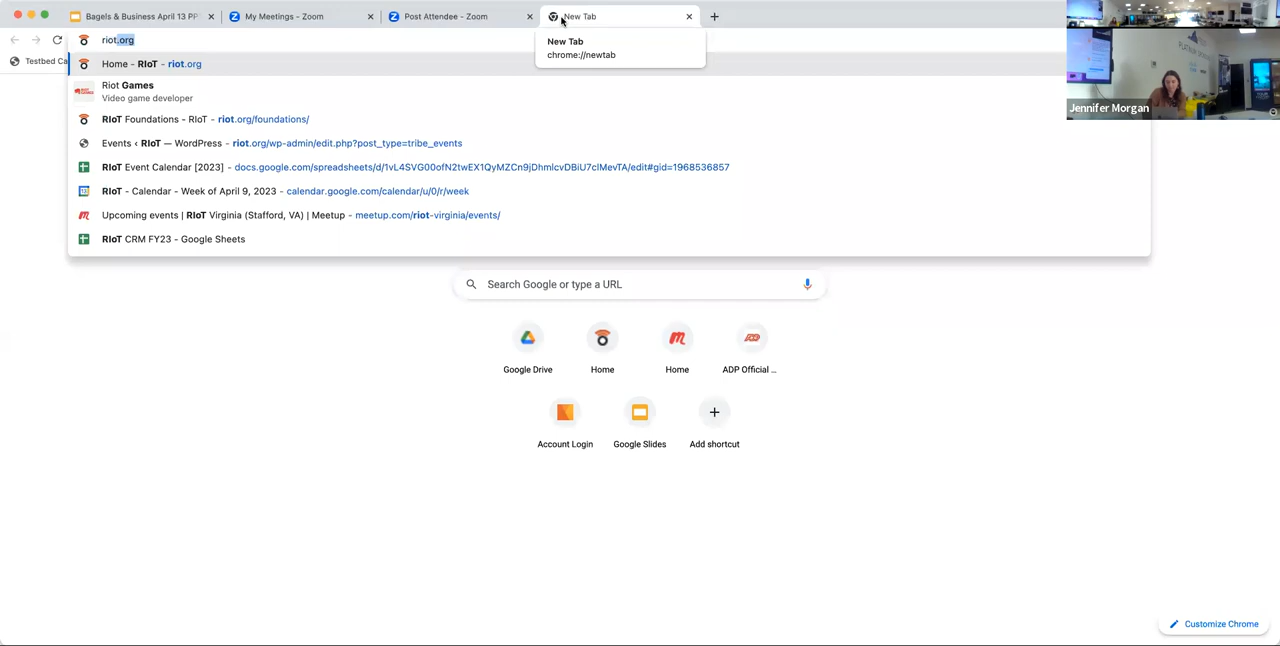 Bagels & Business April 13 PP
My Meetings - Zoom
Post Attendee - Zoom
New Tab
riot.org
New Tab
chrome://newtab
Testbed Ca
Home - RIoT - riot.org
Riot Games
Video game developer
RIoT Foundations - RIoT - riot.org/foundations/
Events ‹ RIoT — WordPress - riot.org/wp-admin/edit.php?post_type=tribe_events
RIoT Event Calendar [2023] - docs.google.com/spreadsheets/d/1vL4SVG00ofN2twEX1QyMZCn9jDhmlcvDBiU7clMevTA/edit#gid=1968536857
RIoT - Calendar - Week of April 9, 2023 - calendar.google.com/calendar/u/0/r/week
Upcoming events | RIoT Virginia (Stafford, VA) | Meetup - meetup.com/riot-virginia/events/
RIoT CRM FY23 - Google Sheets
Jennifer Morgan
Search Google or type a URL
Google Drive
Home
Home
ADP Official ...
Account Login
Google Slides
Add shortcut
Customize Chrome